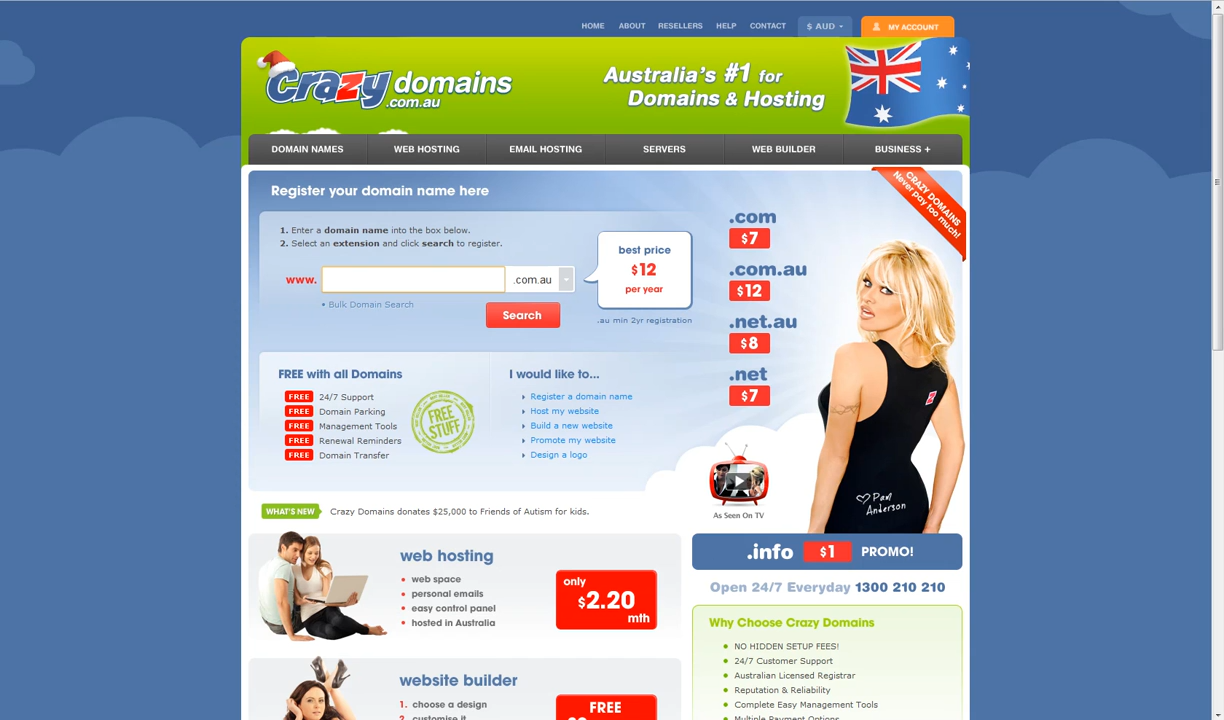 HOME ABOUT RESELLERS HELP CONTACT $ AUD MY ACCOUNT
Crazy domains
.com.au
Australia's #1 for
Domains & Hosting
DOMAIN NAMES WEB HOSTING EMAIL HOSTING SERVERS WEB BUILDER BUSINESS +
Register your domain name here
CRAZY DOMAINS
Never pay too much!
1. Enter a domain name into the box below.
2. Select an extension and click search to register.
www. .com.au
• Bulk Domain Search
Search
best price
$12
per year
.au min 2yr registration
.com
$7
.com.au
$12
.net.au
$8
.net
$7
FREE with all Domains
FREE 24/7 Support
FREE Domain Parking
FREE Management Tools
FREE Renewal Reminders
FREE Domain Transfer
FREE
STUFF
I would like to...
Register a domain name
Host my website
Build a new website
Promote my website
Design a logo
As Seen On TV
Pam
Anderson
WHAT'S NEW Crazy Domains donates $25,000 to Friends of Autism for kids.
web hosting
web space
personal emails
easy control panel
hosted in Australia
only
$2.20
mth
.info $1 PROMO!
Open 24/7 Everyday 1300 210 210
website builder
1. choose a design
2. customise it
FREE
Why Choose Crazy Domains
NO HIDDEN SETUP FEES!
24/7 Customer Support
Australian Licensed Registrar
Reputation & Reliability
Complete Easy Management Tools
Multiple Payment Options